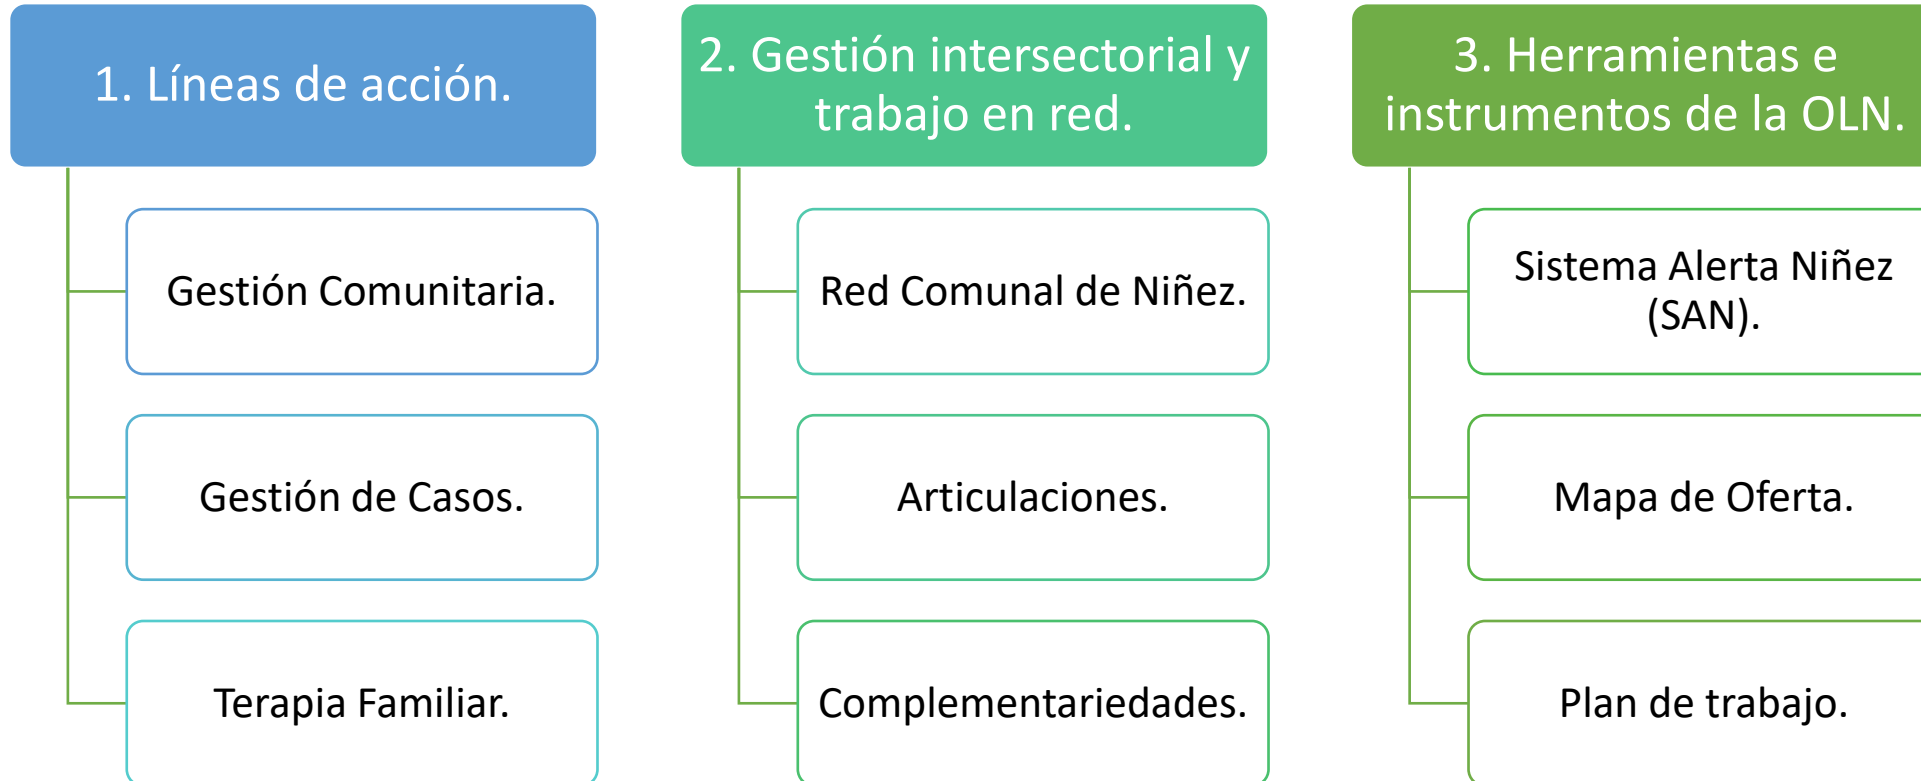 1. Líneas de acción.
Gestión Comunitaria.
Gestión de Casos.
Terapia Familiar.
2. Gestión intersectorial y
trabajo en red.
Red Comunal de Niñez.
Articulaciones.
Complementariedades.
3. Herramientas e
instrumentos de la OLN.
Sistema Alerta Niñez
(SAN).
Mapa de Oferta.
Plan de trabajo.